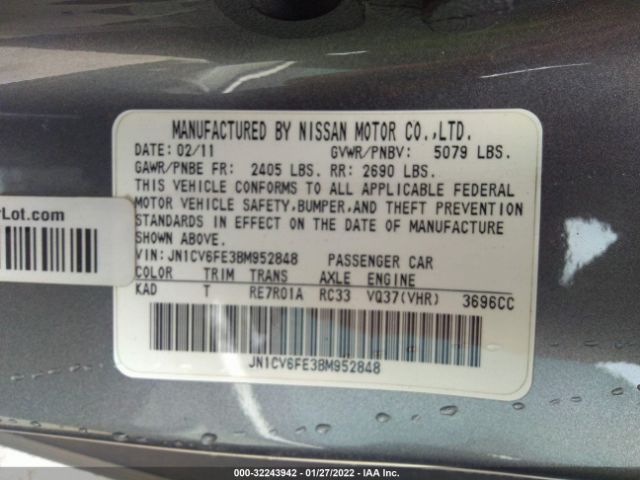 MANUFACTURED BY NISSAN MOTOR CO.,LTD.
DATE: 02/11 GVWR/PNBV: 5079 LBS.
GAWR/PNBE FR: 2405 LBS. RR: 2690 LBS.
THIS VEHICLE CONFORMS TO ALL APPLICABLE FEDERAL
MOTOR VEHICLE SAFETY,BUMPER,AND THEFT PREVENTION
STANDARDS IN EFFECT ON THE DATE OF MANUFACTURE
SHOWN ABOVE.
VIN: JN1CV6FE3BM952848 PASSENGER CAR
COLOR TRIM TRANS AXLE ENGINE
KAD T RE7R01A RC33 VQ37(VHR) 3696CC
JN1CV6FE3BM952848
Lot.com
000-32243942 - 01/27/2022 - IAA Inc.